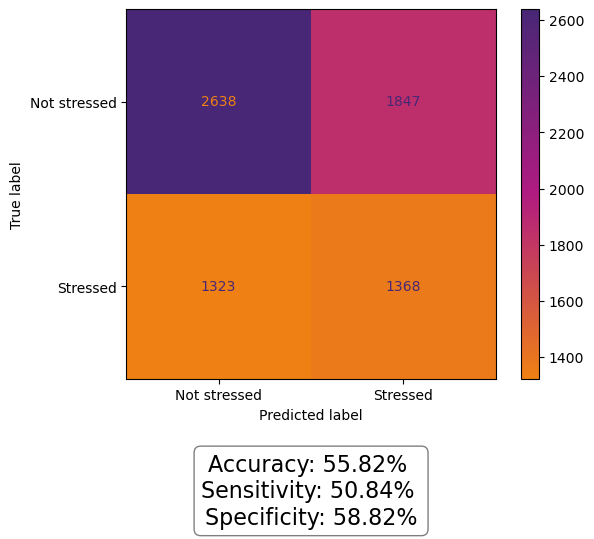 2600
2400
2200
2000
1800
1600
1400
True label
Not stressed
2638
1847
Stressed
1323
1368
Not stressed
Stressed
Predicted label
Accuracy: 55.82%
Sensitivity: 50.84%
Specificity: 58.82%